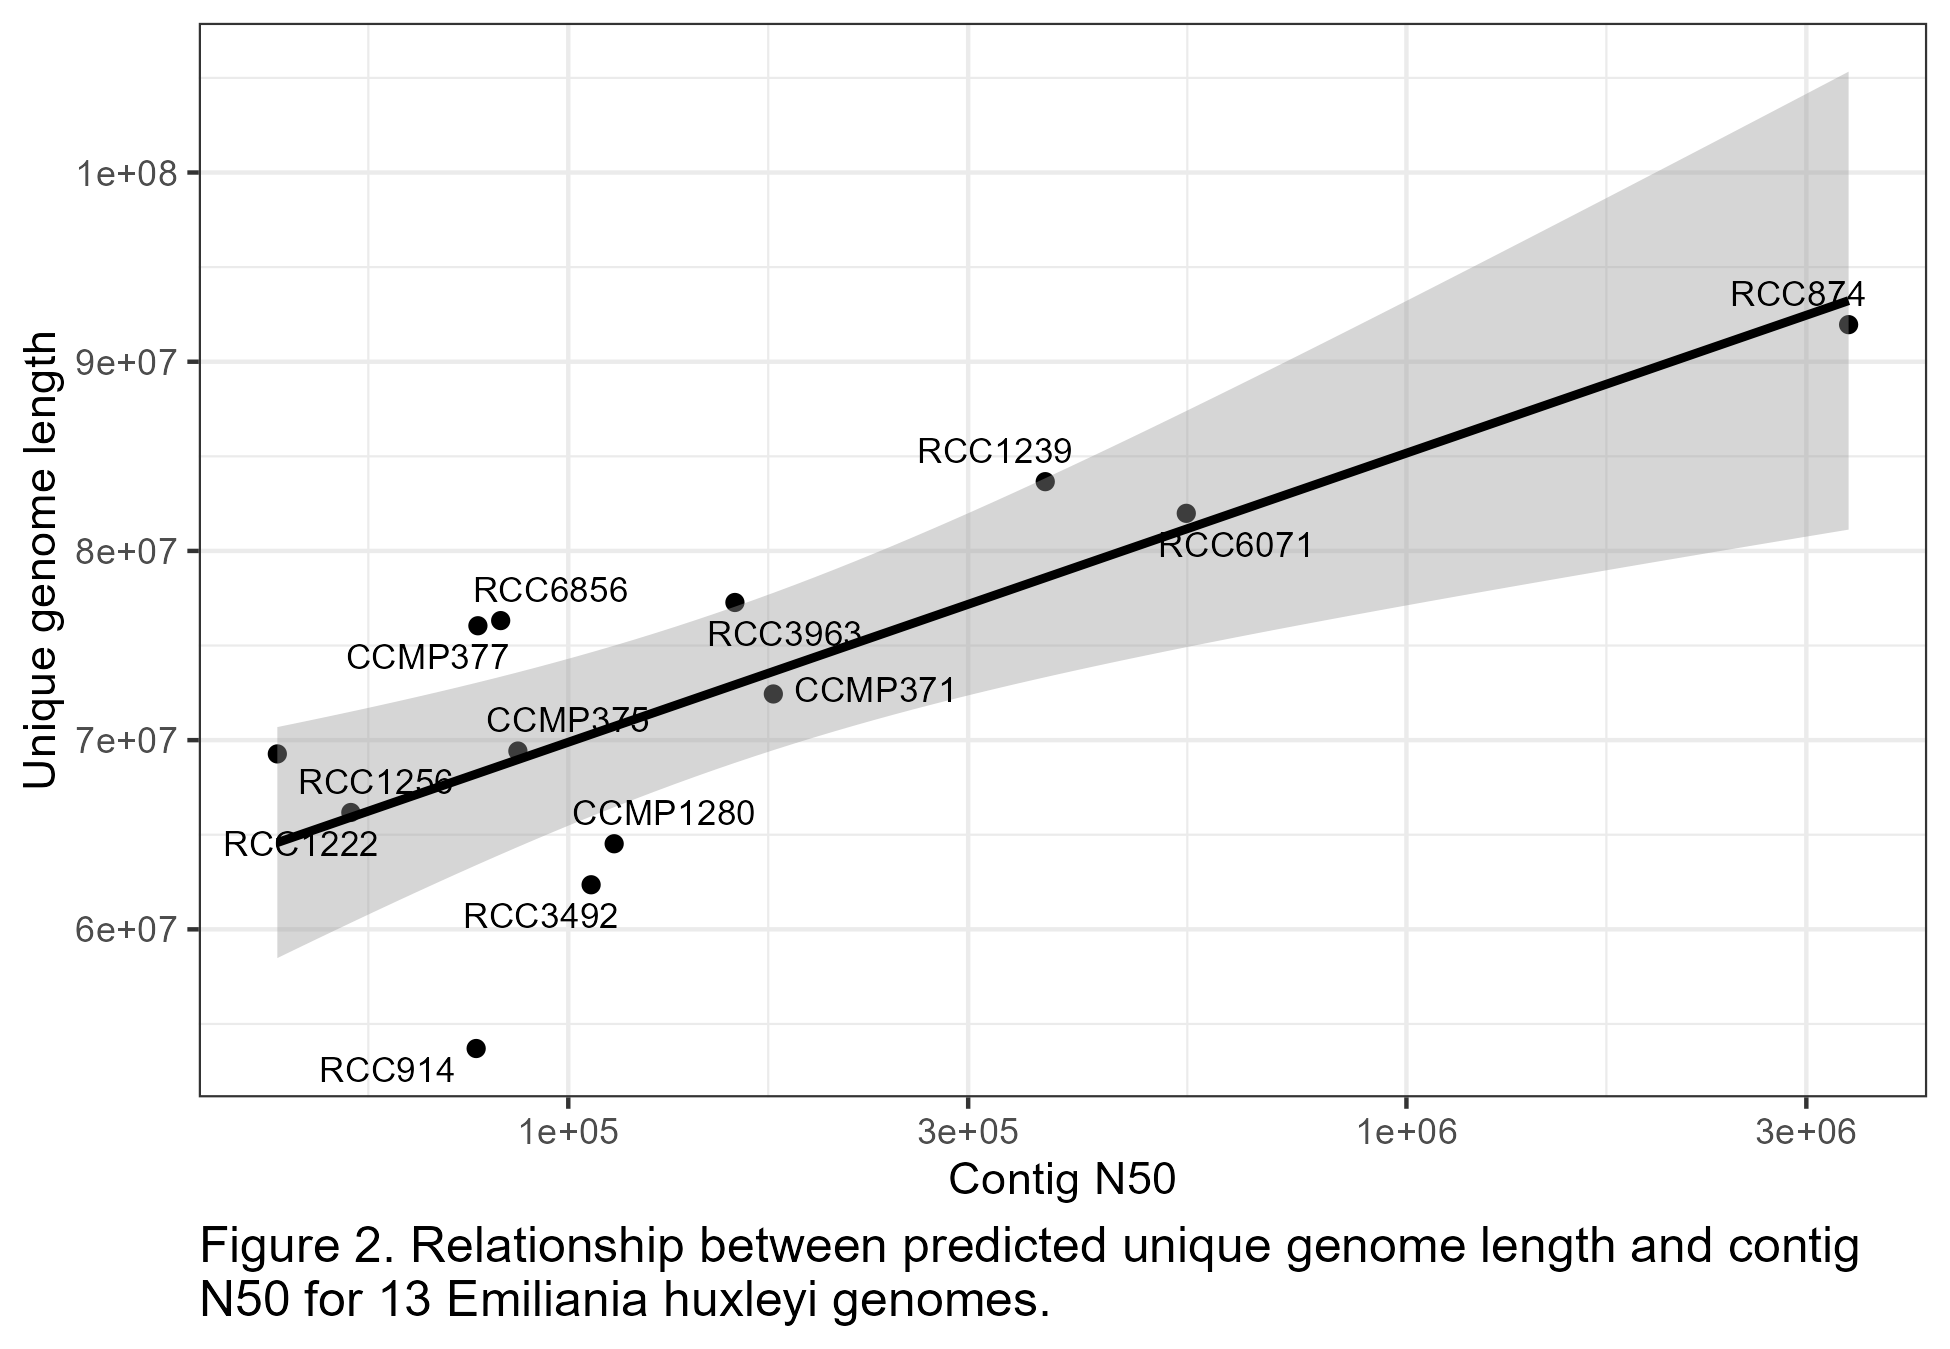 Unique genome length
1e+08
9e+07
8e+07
7e+07
6e+07
RCC874
RCC1239
RCC6071
RCC6856
CCMP377
RCC3963
CCMP371
CCMP375
RCC1256
RCC1222
CCMP1280
RCC3492
RCC914
1e+05 3e+05 1e+06 3e+06
Contig N50
Figure 2. Relationship between predicted unique genome length and contig
N50 for 13 Emiliania huxleyi genomes.